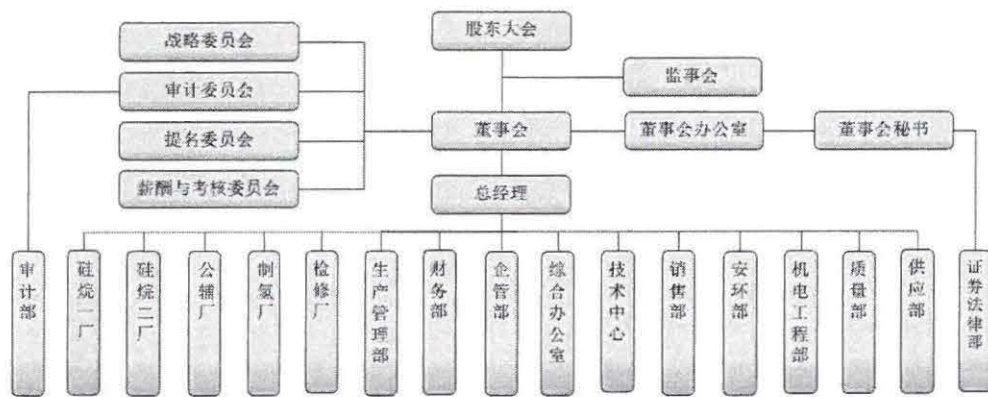 股东大会
战略委员会
监事会
审计委员会
董事会
董事会办公室
董事会秘书
提名委员会
薪酬与考核委员会
总经理
审计部
硅烷一厂
硅烷二厂
公辅厂
制氢厂
检修厂
生产管理部
财务部
企管部
综合办公室
技术中心
销售部
安环部
机电工程部
质量部
供应部
证券法律部